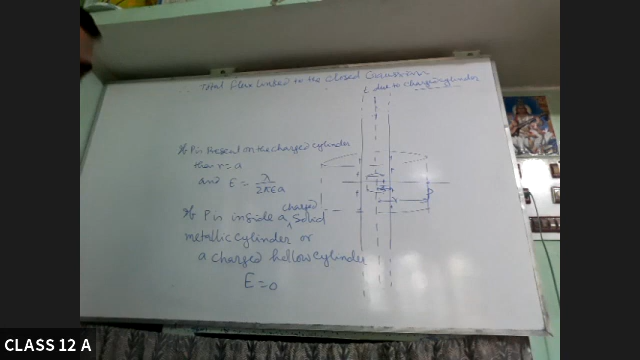 Total flux linked to the closed Gaussian
due to charged cylinder
If P is Present on the charged cylinder
then r = a
and E = λ/2πεa
If P in inside a charged solid
metallic cylinder or
a charged hollow cylinder
E = 0
CLASS 12 A